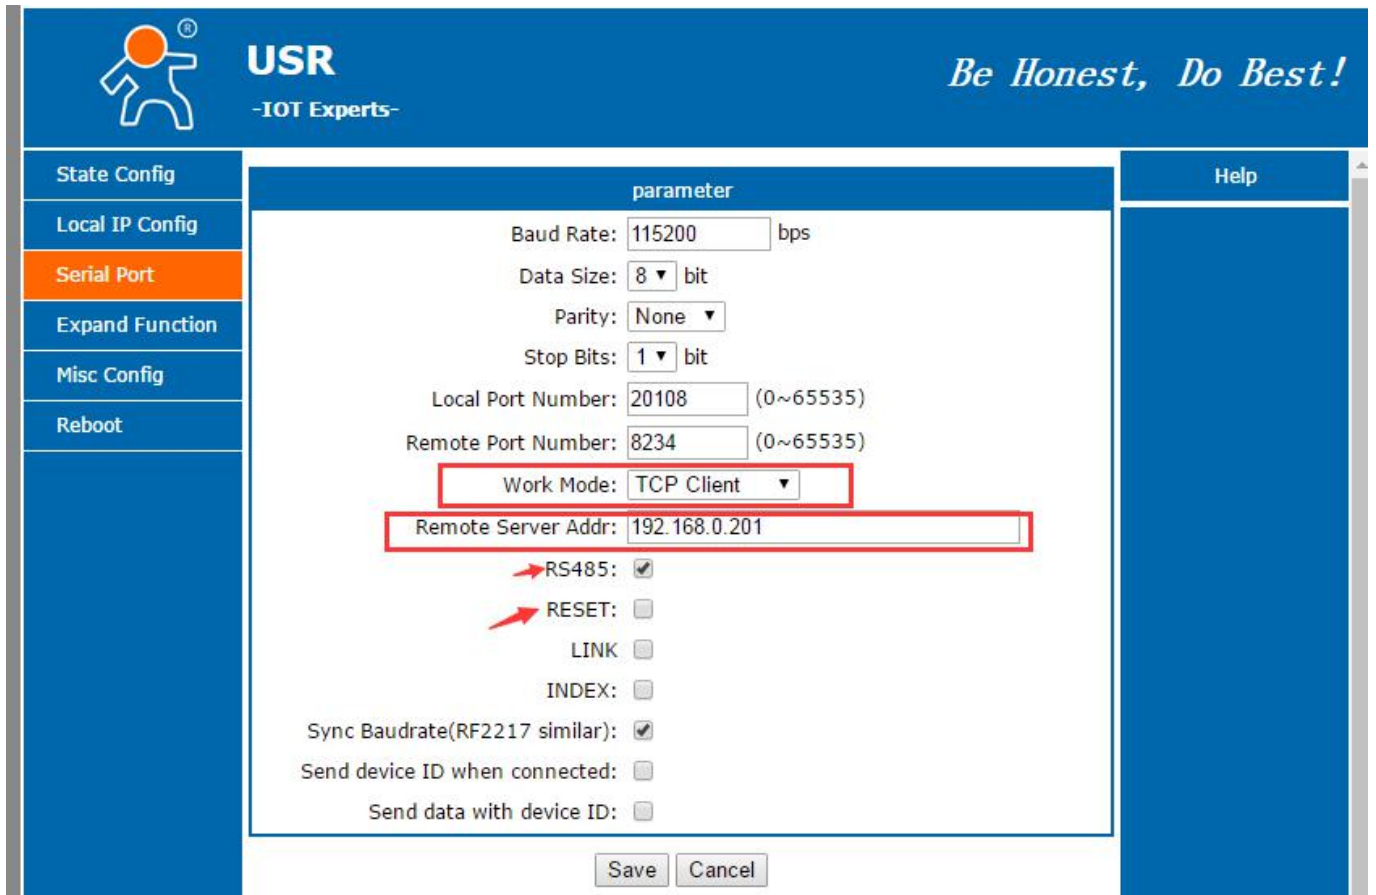 ®
USR
-IOT Experts-
Be Honest, Do Best!
State Config
Local IP Config
Serial Port
Expand Function
Misc Config
Reboot
parameter
Baud Rate: 115200 bps
Data Size: 8 bit
Parity: None
Stop Bits: 1 bit
Local Port Number: 20108 (0~65535)
Remote Port Number: 8234 (0~65535)
Work Mode: TCP Client
Remote Server Addr: 192.168.0.201
RS485:
RESET:
LINK
INDEX:
Sync Baudrate(RF2217 similar):
Send device ID when connected:
Send data with device ID:
Save Cancel
Help